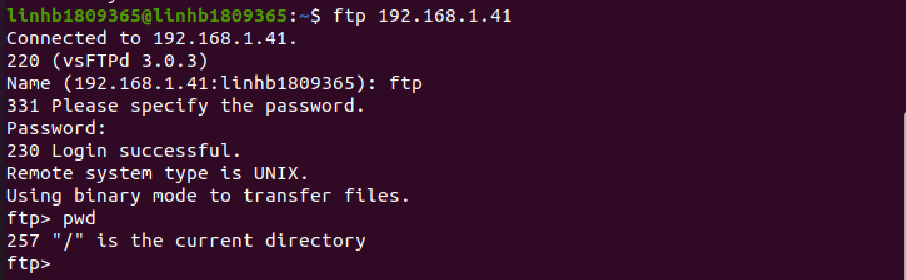 linhb1809365@linhb1809365:~$ ftp 192.168.1.41
Connected to 192.168.1.41.
220 (vsFTPd 3.0.3)
Name (192.168.1.41:linhb1809365): ftp
331 Please specify the password.
Password:
230 Login successful.
Remote system type is UNIX.
Using binary mode to transfer files.
ftp> pwd
257 "/" is the current directory
ftp>